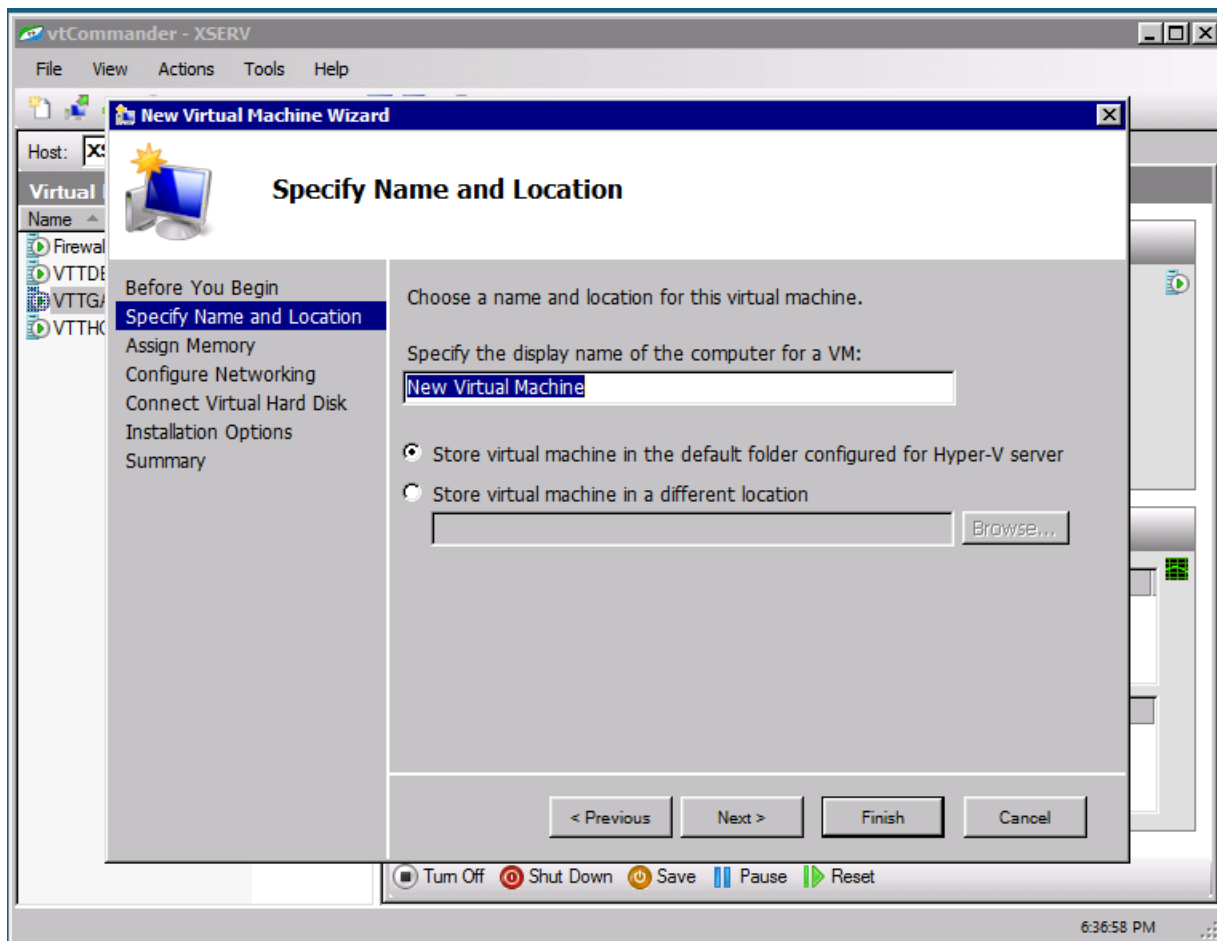 vtCommander - XSERV
File View Actions Tools Help
New Virtual Machine Wizard
Host:
Specify Name and Location
Virtual
Name
Before You Begin
Specify Name and Location
Assign Memory
Configure Networking
Connect Virtual Hard Disk
Installation Options
Summary
Choose a name and location for this virtual machine.
Specify the display name of the computer for a VM:
New Virtual Machine
Store virtual machine in the default folder configured for Hyper-V server
Store virtual machine in a different location
Browse...
< Previous Next > Finish Cancel
Turn Off Shut Down Save Pause Reset
6:36:58 PM